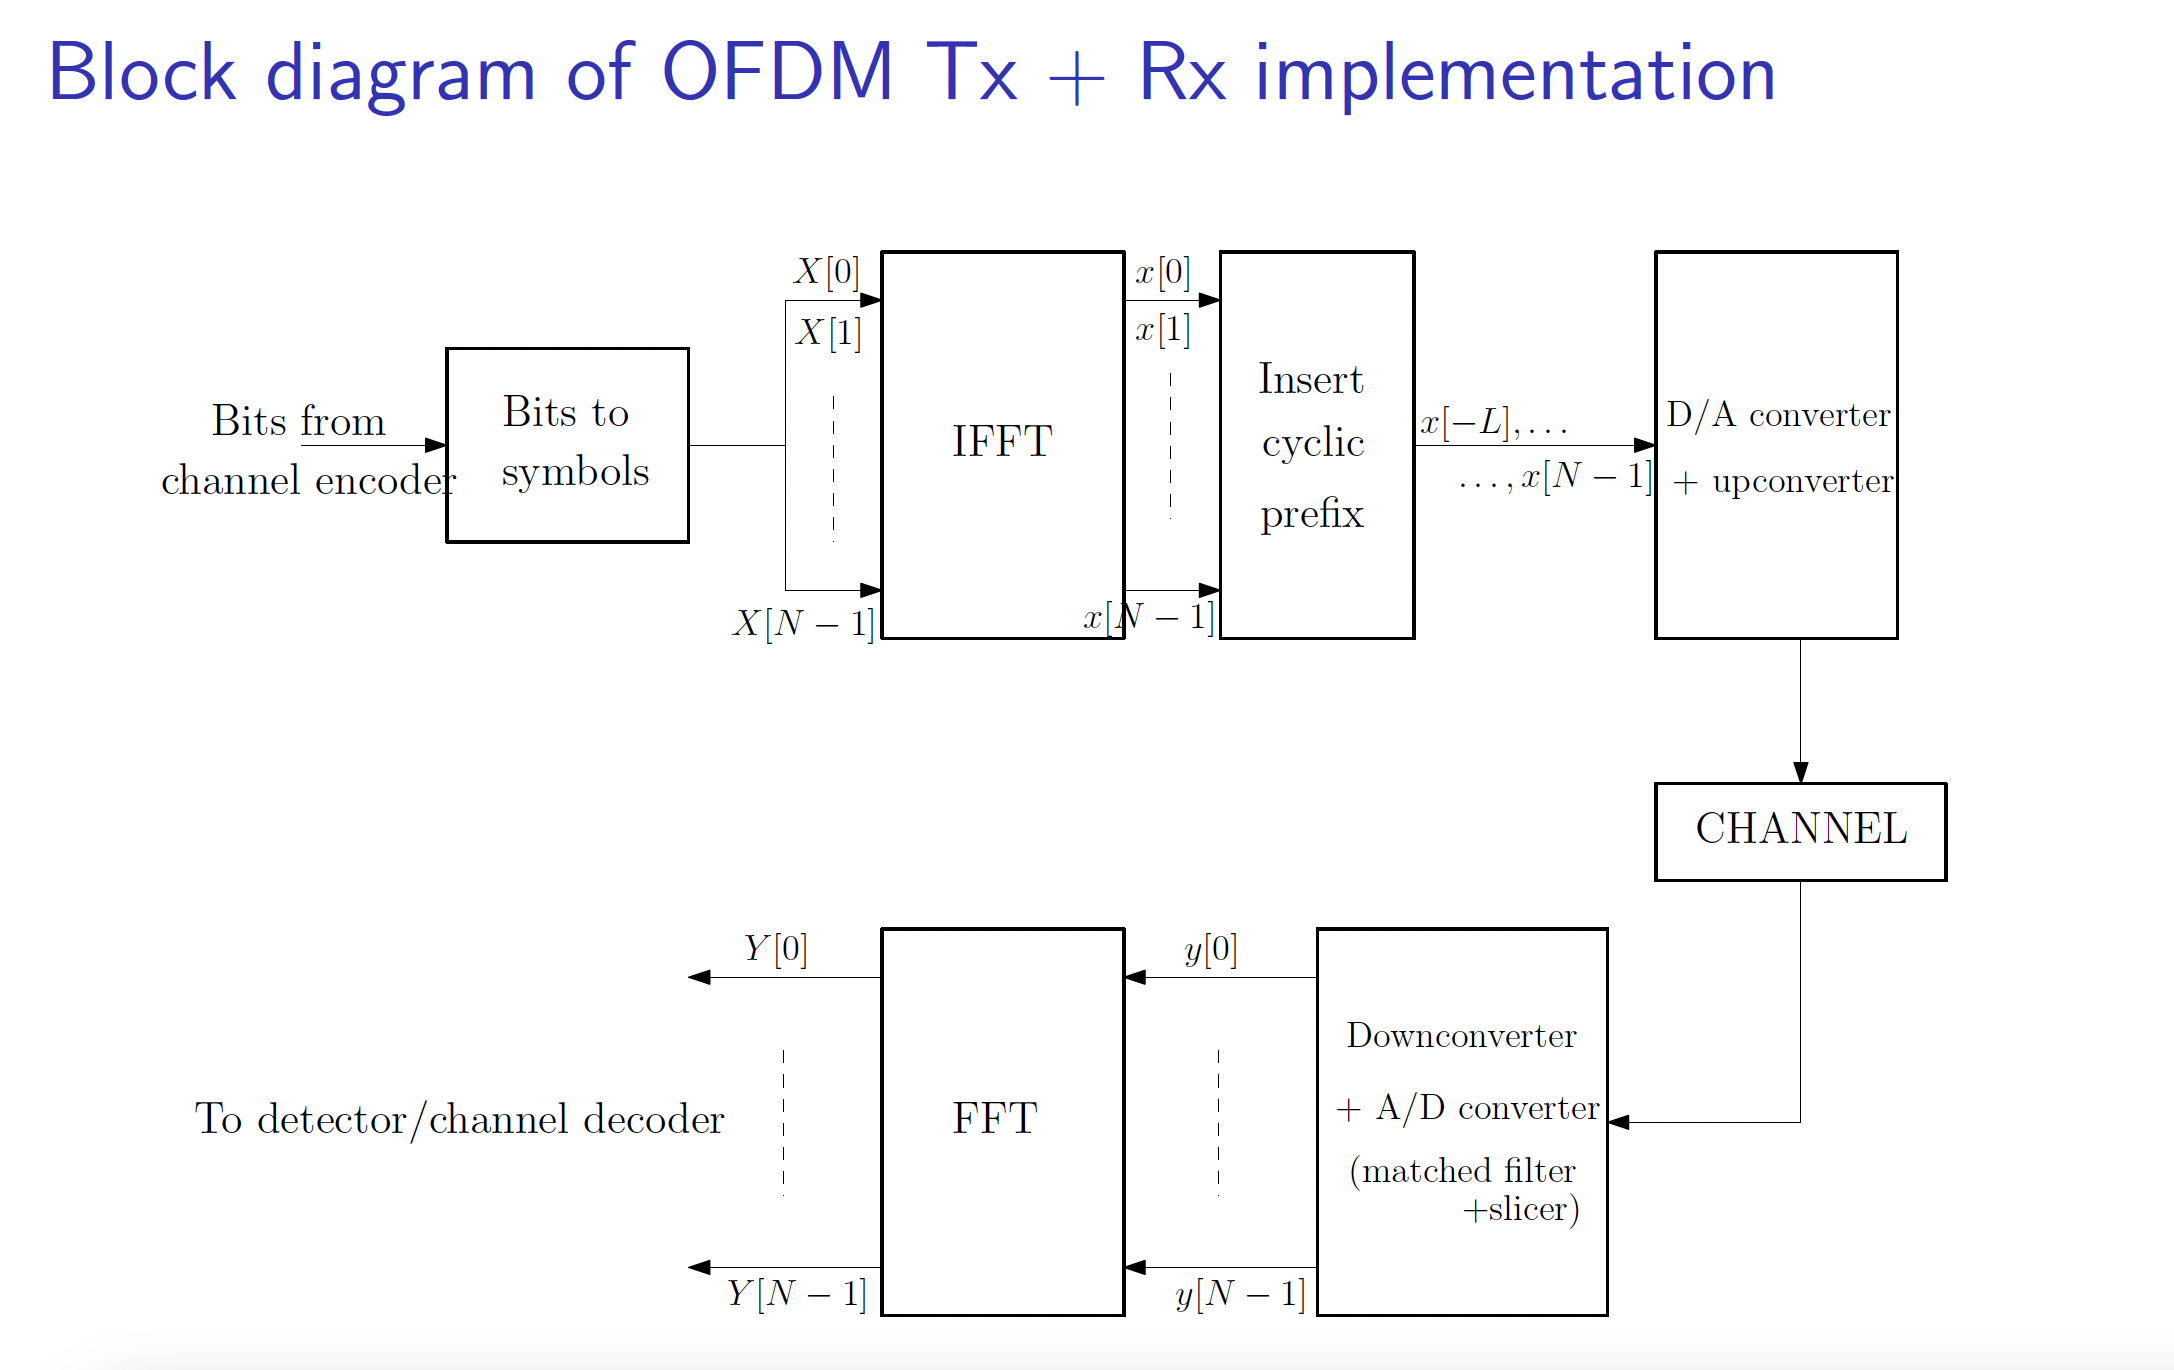 Block diagram of OFDM Tx + Rx implementation
Bits from
channel encoder
Bits to
symbols
X[0]
X[1]
X[N − 1]
IFFT
x[0]
x[1]
x[N − 1]
Insert
cyclic
prefix
x[−L], . . .
. . . , x[N − 1]
D/A converter
+ upconverter
CHANNEL
Downconverter
+ A/D converter
(matched filter
+slicer)
y[0]
y[N − 1]
FFT
Y[0]
Y[N − 1]
To detector/channel decoder